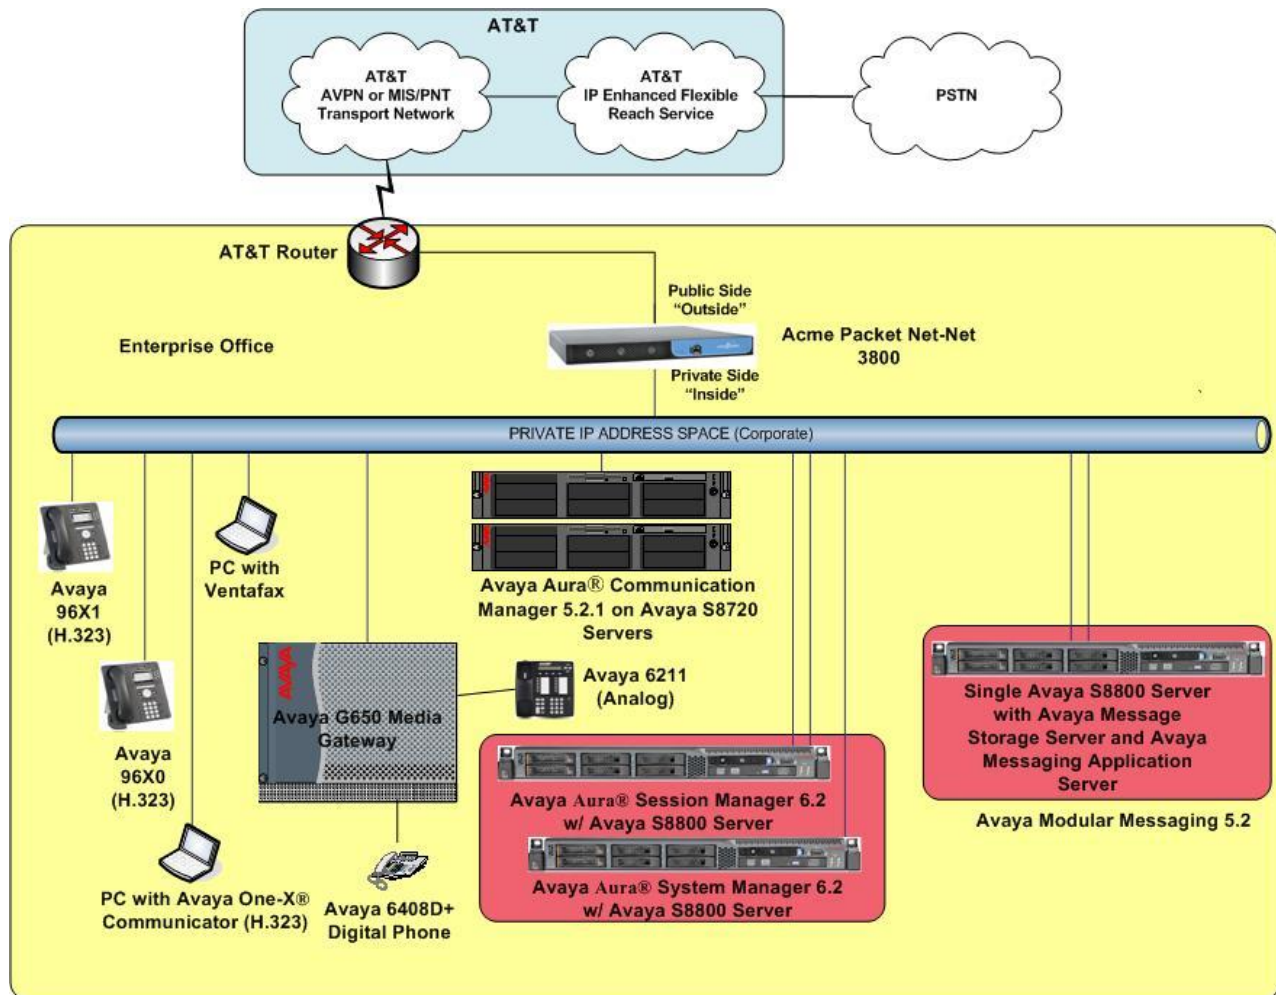 AT&T
AT&T
AVPN or MIS/PNT
Transport Network
AT&T
IP Enhanced Flexible
Reach Service
PSTN
AT&T Router
Public Side
“Outside”
Enterprise Office
Acme Packet Net-Net
3800
Private Side
“Inside”
PRIVATE IP ADDRESS SPACE (Corporate)
Avaya
96X1
(H.323)
PC with
Ventafax
Avaya Aura® Communication
Manager 5.2.1 on Avaya S8720
Servers
AVAYA
Avaya G650 Media
Gateway
Avaya 6211
(Analog)
Avaya
96X0
(H.323)
Single Avaya S8800 Server
with Avaya Message
Storage Server and Avaya
Messaging Application
Server
Avaya Aura® Session Manager 6.2
w/ Avaya S8800 Server
Avaya Modular Messaging 5.2
Avaya Aura® System Manager 6.2
w/ Avaya S8800 Server
PC with Avaya One-X®
Communicator (H.323)
Avaya 6408D+
Digital Phone